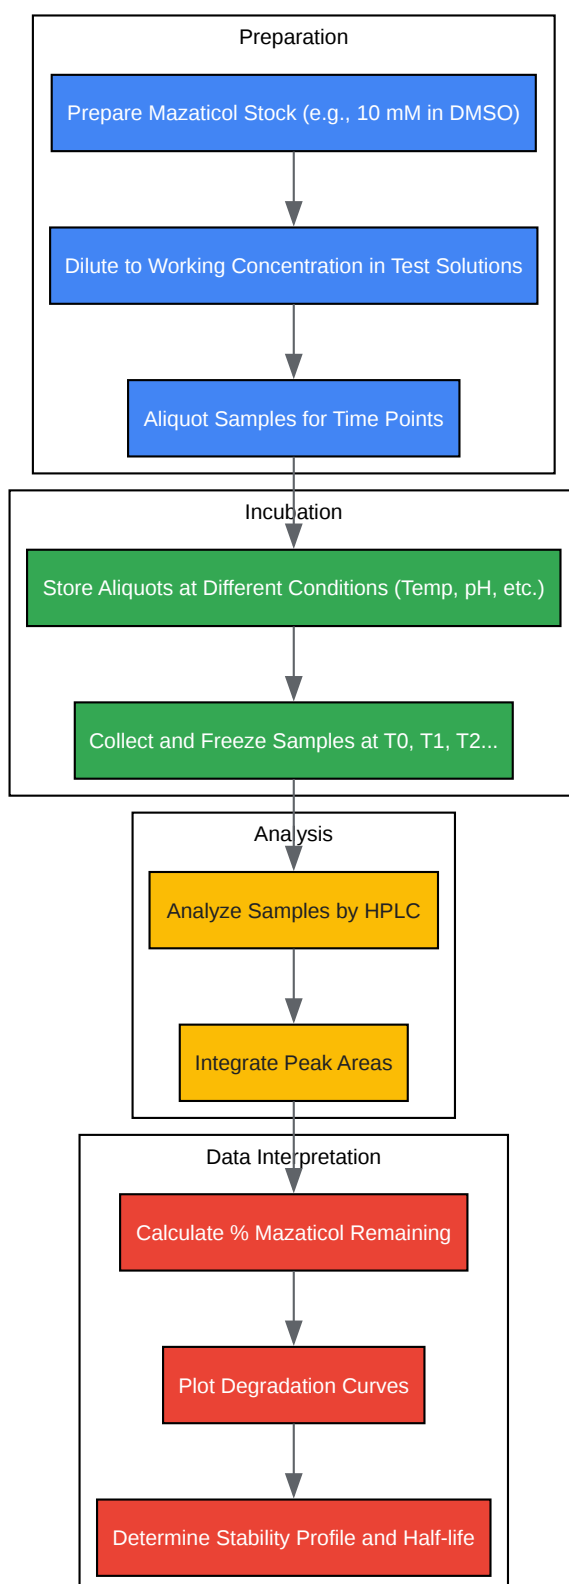 Preparation
Prepare Mazaticol Stock (e.g., 10 mM in DMSO)
Dilute to Working Concentration in Test Solutions
Aliquot Samples for Time Points
Incubation
Store Aliquots at Different Conditions (Temp, pH, etc.)
Collect and Freeze Samples at T0, T1, T2...
Analysis
Analyze Samples by HPLC
Integrate Peak Areas
Data Interpretation
Calculate % Mazaticol Remaining
Plot Degradation Curves
Determine Stability Profile and Half-life